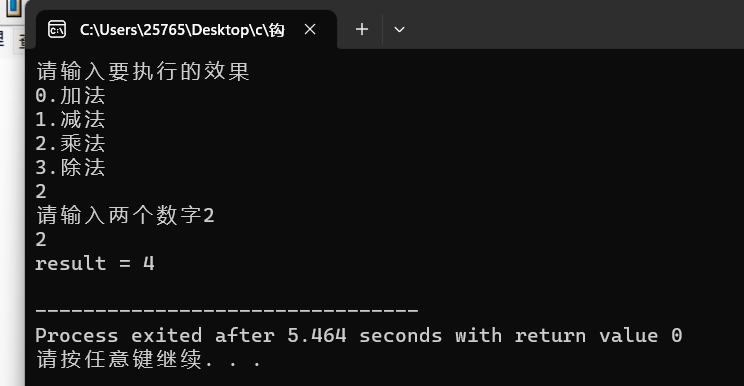 C:\Users\25765\Desktop\c\钩
请输入要执行的效果
0.加法
1.减法
2.乘法
3.除法
2
请输入两个数字2
2
result = 4
--------------------------------
Process exited after 5.464 seconds with return value 0
请按任意键继续. . .